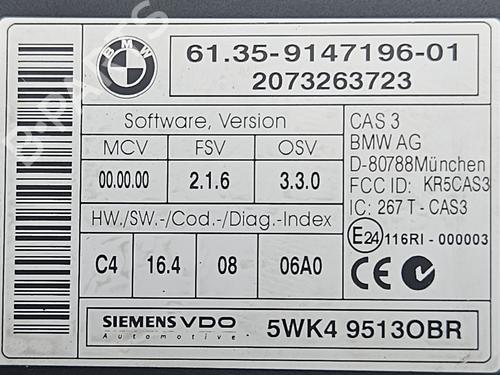 BMW
61.35-9147196-01
2073263723
Software, Version
MCV FSV OSV
00.00.00 2.1.6 3.3.0
HW./SW.-/Cod.-/Diag.-Index
C4 16.4 08 06A0
CAS 3
BMW AG
D-80788München
FCC ID: KR5CAS3
IC: 267 T - CAS3
E24 116RI - 000003
CE
SIEMENS VDO
Automotive
5WK4 9513OBR
B-PARTS